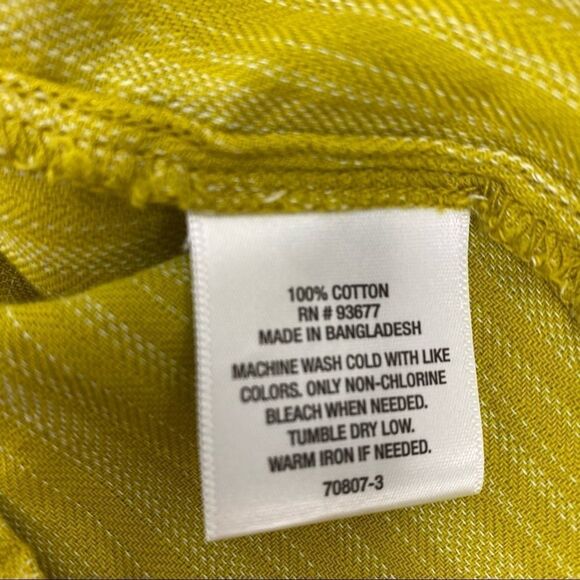 100% COTTON
RN # 93677
MADE IN BANGLADESH
MACHINE WASH COLD WITH LIKE
COLORS. ONLY NON-CHLORINE
BLEACH WHEN NEEDED.
TUMBLE DRY LOW.
WARM IRON IF NEEDED.
70807-3